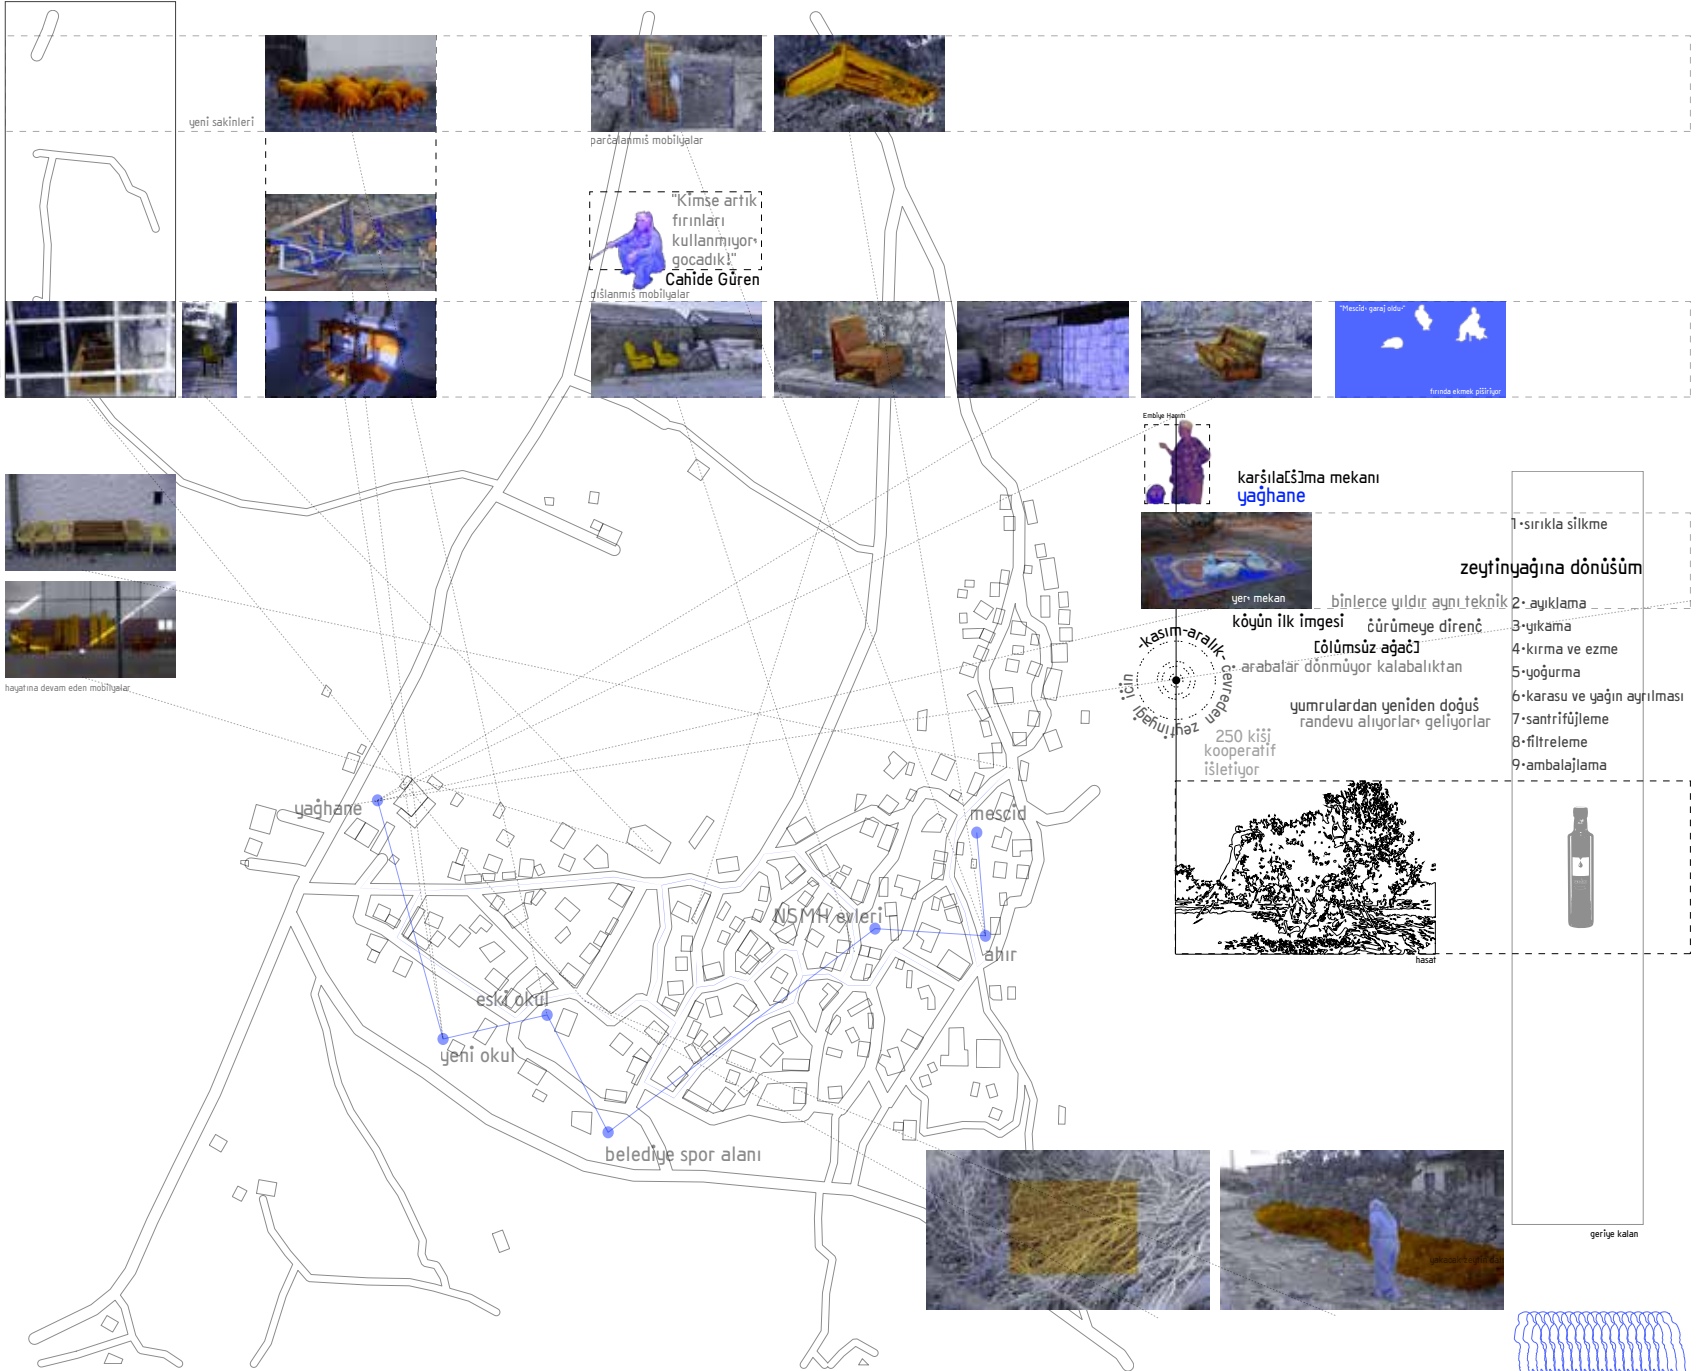 yeni sakinleri
parçalanmış mobilyalar
"Kimse artık
fırınları
kullanmıyor,
gocadık!"
Cahide Güren
dışlanmış mobilyalar
"Mescid, garaj oldu."
fırında ekmek pişiriyor
Embiye Hanım
karşıla[ş]ma mekanı
yağhane
1.sırıkla silkme
zeytinyağına dönüşüm
yer, mekan
binlerce yıldır aynı teknik
2. ayıklama
köyün ilk imgesi
çürümeye direnç
3.yıkama
[ölümsüz ağaç]
4.kırma ve ezme
-kasım-aralık-
çevreden zeytinyağı için
arabalar dönmüyor kalabalıktan
5.yoğurma
yumrulardan yeniden doğuş
6.karasu ve yağın ayrılması
randevu alıyorlar, geliyorlar
7.santrifüjleme
250 kişi
kooperatif
işletiyor
8.filtreleme
9.ambalajlama
hayatına devam eden mobilyalar
yağhane
mescid
NSMH evleri
ahır
hasat
eski okul
yeni okul
belediye spor alanı
geriye kalan